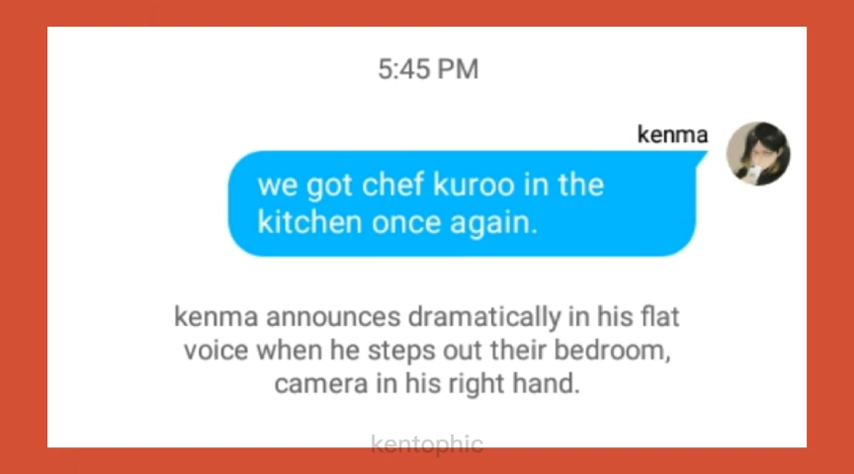 5:45 PM
kenma
we got chef kuroo in the
kitchen once again.
kenma announces dramatically in his flat
voice when he steps out their bedroom,
camera in his right hand.
kentophic